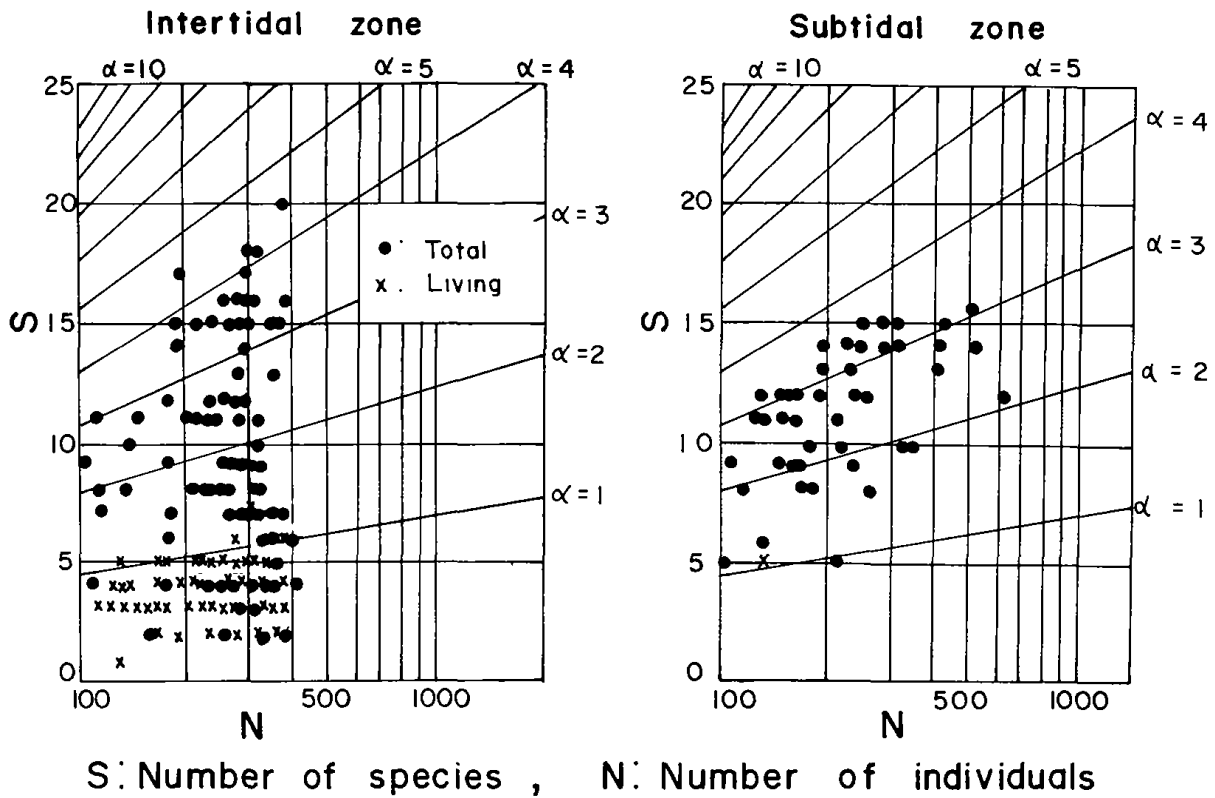 Intertidal zone
Subtidal zone
α=10 α=5 α=4
α=10 α=5
25
20
15
10
5
0
S
α=3
α=2
α=1
● : Total
x . Living
100 500 1000
N
25
20
15
10
5
0
S
α=4
α=3
α=2
α=1
100 200 500 1000
N
S: Number of species , N: Number of individuals